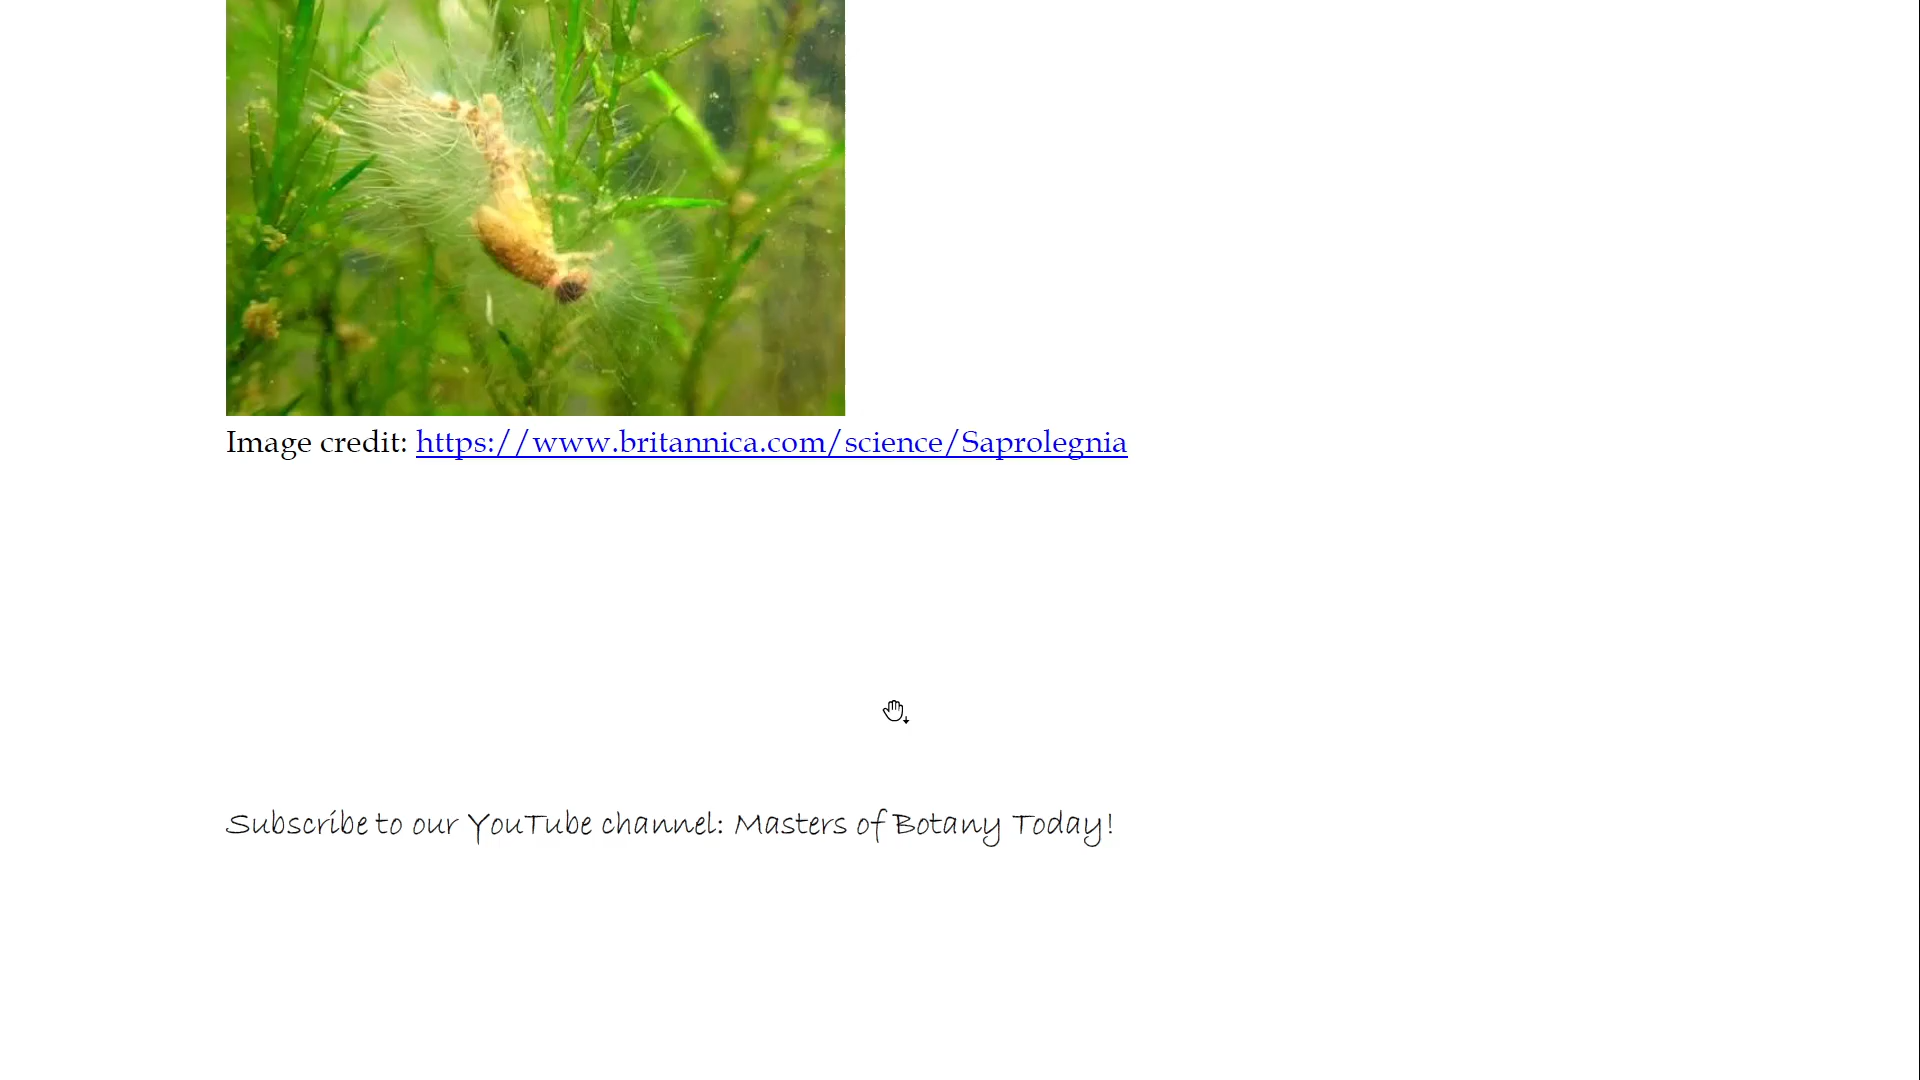 Image credit: https://www.britannica.com/science/Saprolegnia
Subscribe to our YouTube channel: Masters of Botany Today!